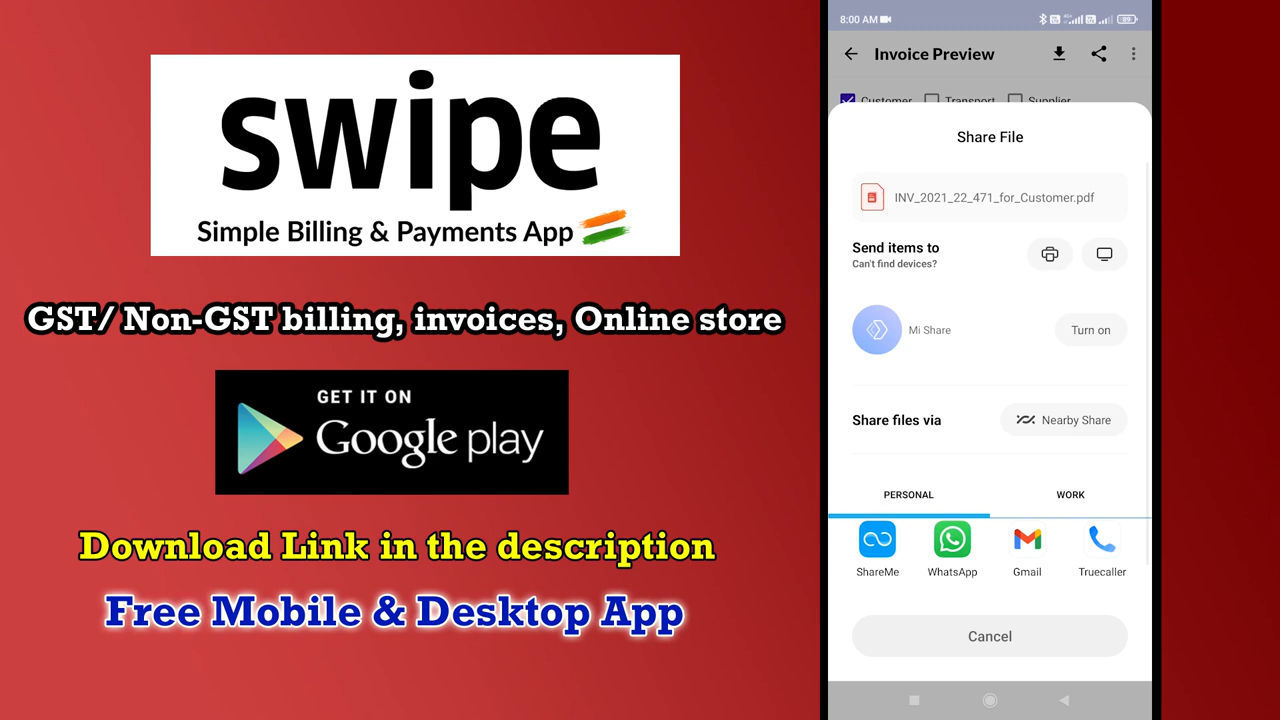 swipe
Simple Billing & Payments App
GST/ Non-GST billing, invoices, Online store
GET IT ON
Google play
Download Link in the description
Free Mobile & Desktop App
8:00 AM
89
Invoice Preview
Customer Transport Supplier
Share File
INV_2021_22_471_for_Customer.pdf
Send items to
Can't find devices?
Mi Share
Turn on
Share files via
Nearby Share
PERSONAL WORK
ShareMe WhatsApp Gmail Truecaller
Cancel